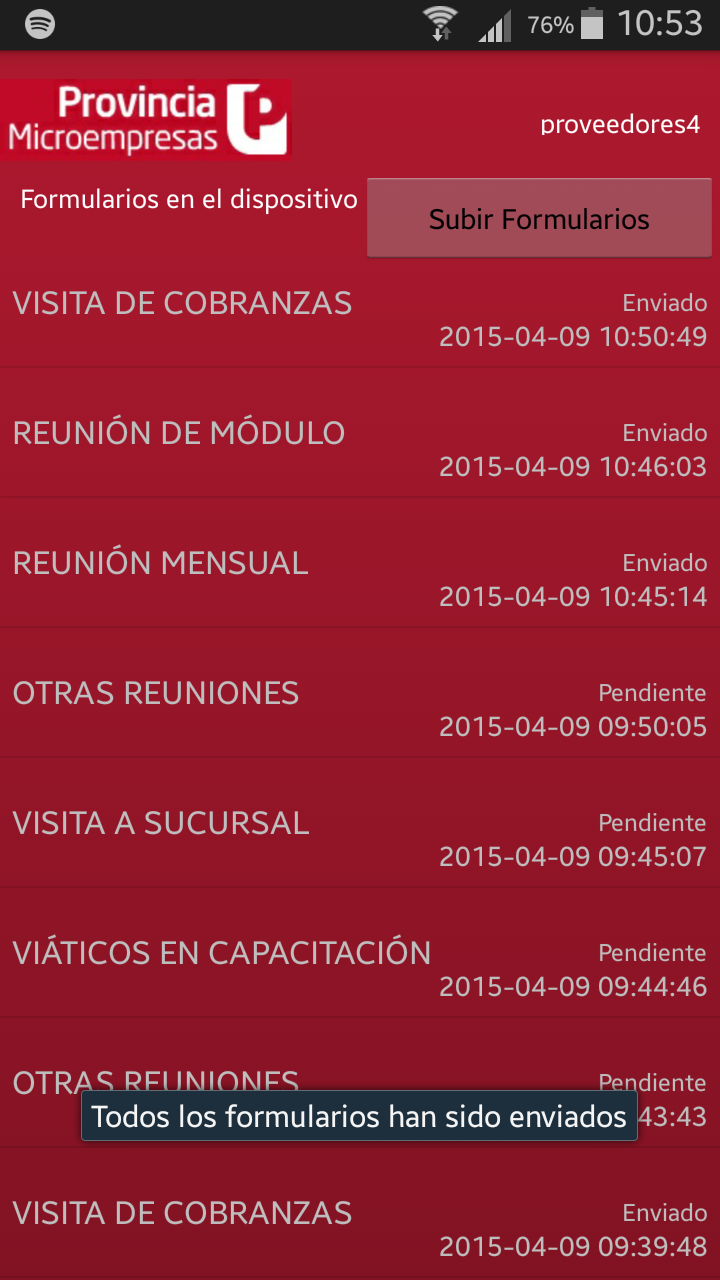 76% 10:53
Provincia
Microempresas
proveedores4
Formularios en el dispositivo
Subir Formularios
VISITA DE COBRANZAS
Enviado
2015-04-09 10:50:49
REUNIÓN DE MÓDULO
Enviado
2015-04-09 10:46:03
REUNIÓN MENSUAL
Enviado
2015-04-09 10:45:14
OTRAS REUNIONES
Pendiente
2015-04-09 09:50:05
VISITA A SUCURSAL
Pendiente
2015-04-09 09:45:07
VIÁTICOS EN CAPACITACIÓN
Pendiente
2015-04-09 09:44:46
OTRAS REUNIONES
Pendiente
43:43
Todos los formularios han sido enviados
VISITA DE COBRANZAS
Enviado
2015-04-09 09:39:48